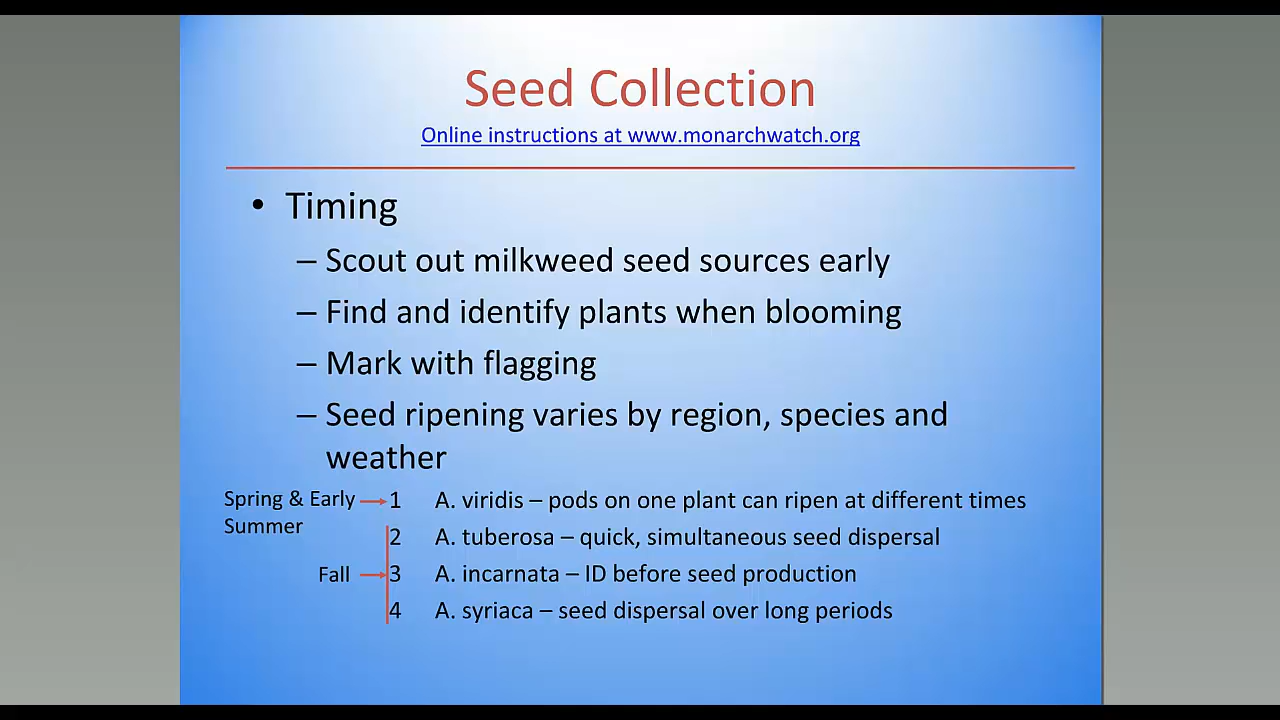 Seed Collection
Online instructions at www.monarchwatch.org
• Timing
– Scout out milkweed seed sources early
– Find and identify plants when blooming
– Mark with flagging
– Seed ripening varies by region, species and
weather
Spring & Early
Summer
1 A. viridis – pods on one plant can ripen at different times
2 A. tuberosa – quick, simultaneous seed dispersal
Fall
3 A. incarnata – ID before seed production
4 A. syriaca – seed dispersal over long periods